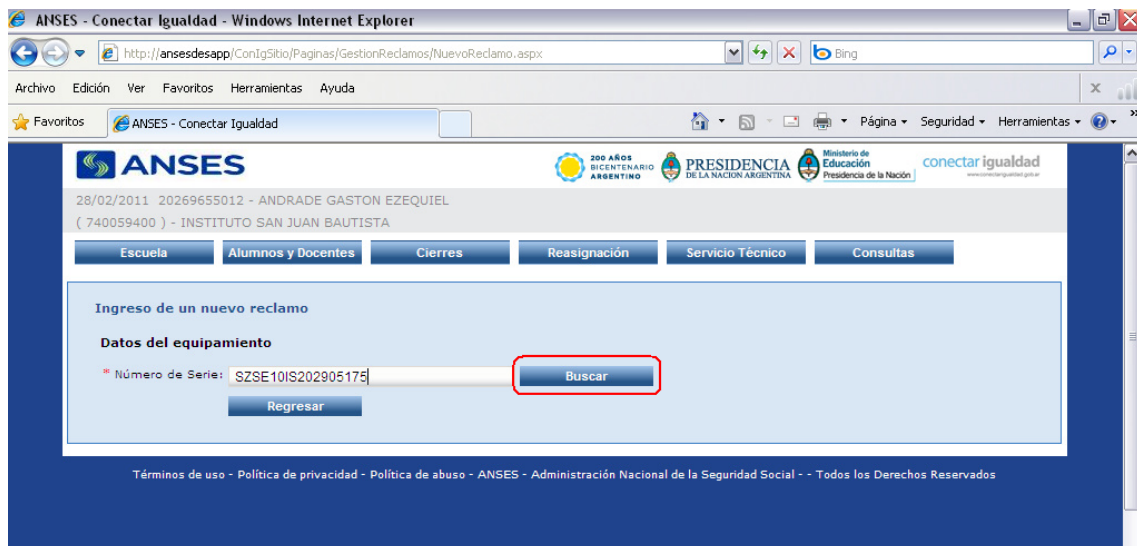 ANSES - Conectar Igualdad - Windows Internet Explorer
http://ansesdesapp/ConIgSitio/Paginas/GestionReclamos/NuevoReclamo.aspx
Bing
Archivo Edición Ver Favoritos Herramientas Ayuda
Favoritos ANSES - Conectar Igualdad Página Seguridad Herramientas
ANSES
200 AÑOS
BICENTENARIO
ARGENTINO
PRESIDENCIA
DE LA NACION ARGENTINA
Ministerio de
Educación
Presidencia de la Nación
conectar igualdad
www.conectarigualdad.gob.ar
28/02/2011 20269655012 - ANDRADE GASTON EZEQUIEL
( 740059400 ) - INSTITUTO SAN JUAN BAUTISTA
Escuela Alumnos y Docentes Cierres Reasignación Servicio Técnico Consultas
Ingreso de un nuevo reclamo
Datos del equipamiento
* Número de Serie: SZSE10IS202905175 Buscar
Regresar
Términos de uso - Política de privacidad - Política de abuso - ANSES - Administración Nacional de la Seguridad Social - - Todos los Derechos Reservados